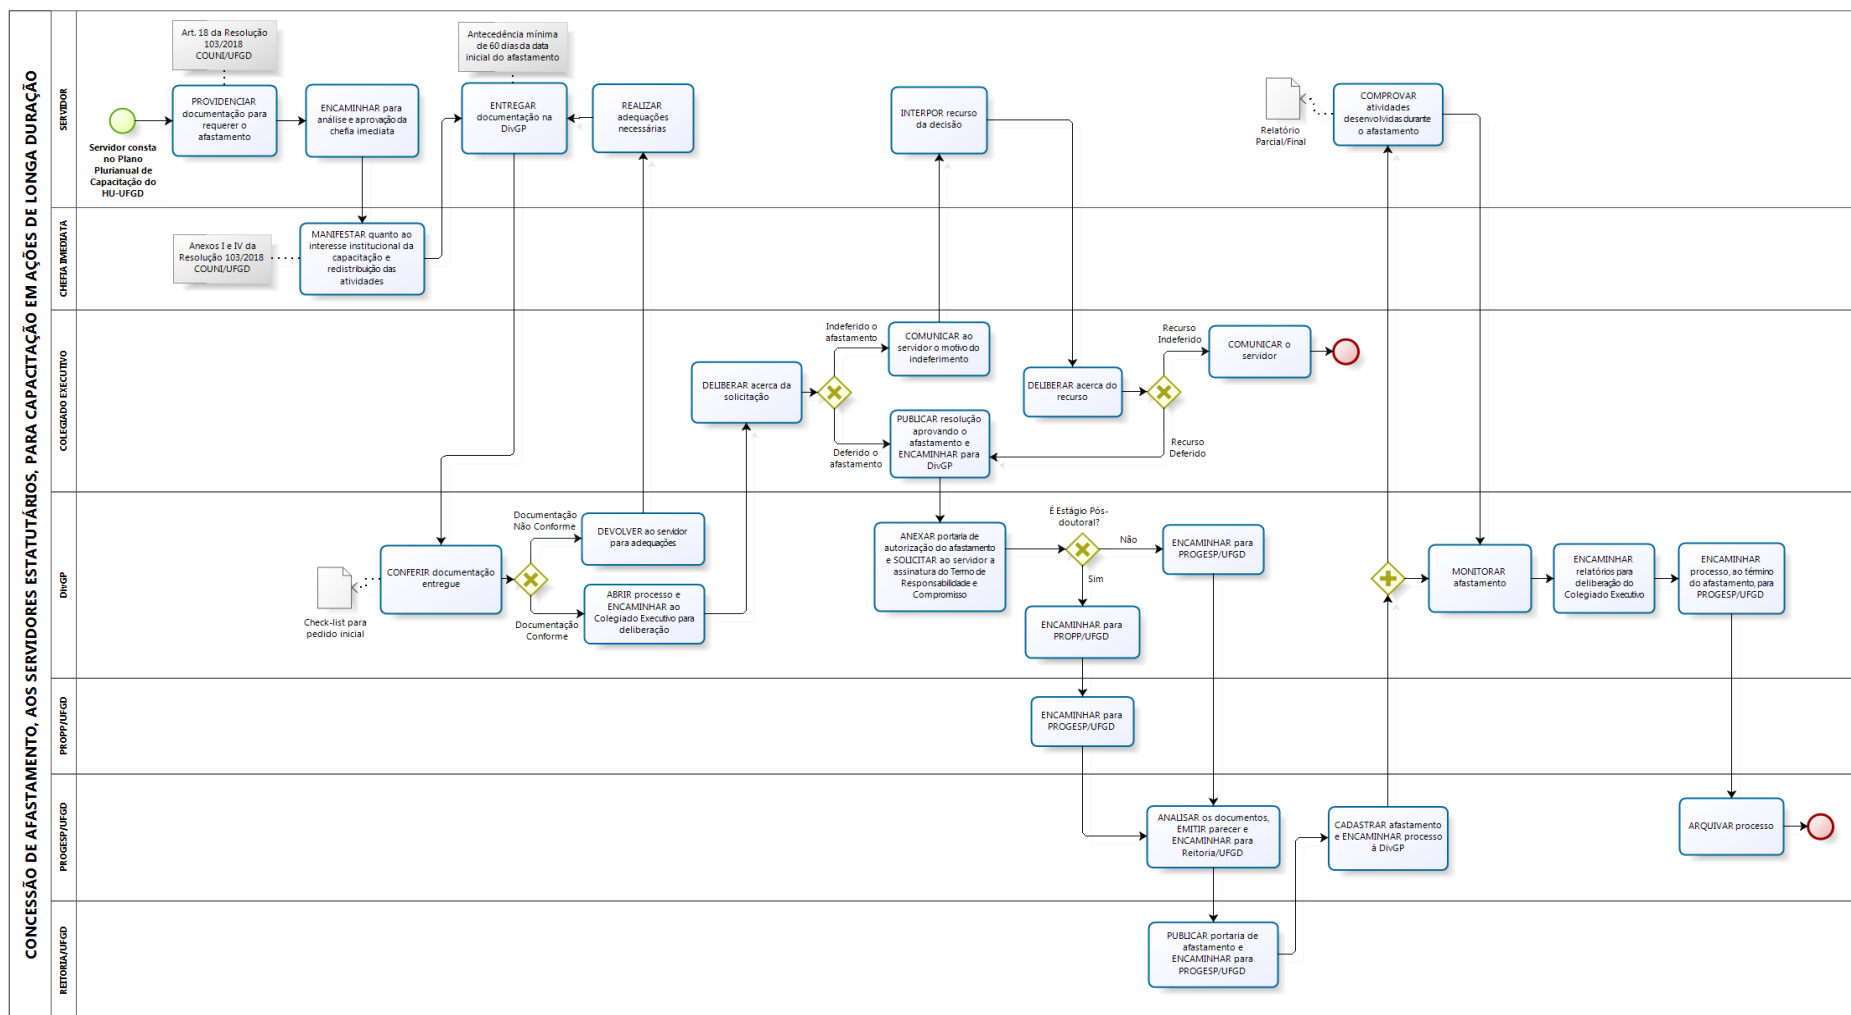 CONCESSÃO DE AFASTAMENTO, AOS SERVIDORES ESTATUTÁRIOS, PARA CAPACITAÇÃO EM AÇÕES DE LONGA DURAÇÃO
SERVIDOR
Art. 18 da Resolução
103/2018
COUNI/UFGD
Servidor consta
no Plano
Plurianual de
Capacitação do
HU-UFGD
PROVIDENCIAR
documentação para
requerer o
afastamento
ENCAMINHAR para
análise e aprovação da
chefia imediata
Antecedência mínima
de 60 dias da data
inicial do afastamento
ENTREGAR
documentação na
DivGP
REALIZAR
adequações
necessárias
INTERPOR recurso
da decisão
Relatório
Parcial/Final
COMPROVAR
atividades
desenvolvidas durante
o afastamento
CHEFIA IMEDIATA
Anexos I e IV da
Resolução 103/2018
COUNI/UFGD
MANIFESTAR quanto ao
interesse institucional da
capacitação e
redistribuição das
atividades
COLEGIADO EXECUTIVO
DELIBERAR acerca da
solicitação
Indeferido o
afastamento
Deferido o
afastamento
COMUNICAR ao
servidor o motivo do
indeferimento
PUBLICAR resolução
aprovando o
afastamento e
ENCAMINHAR para
DivGP
DELIBERAR acerca do
recurso
Recurso
Indeferido
Recurso
Deferido
COMUNICAR o
servidor
DivGP
Check-list para
pedido inicial
CONFERIR documentação
entregue
Documentação
Não Conforme
Documentação
Conforme
DEVOLVER ao servidor
para adequações
ABRIR processo e
ENCAMINHAR ao
Colegiado Executivo para
deliberação
ANEXAR portaria de
autorização do afastamento
e SOLICITAR ao servidor a
assinatura do Termo de
Responsabilidade e
Compromisso
É Estágio Pós-
doutoral?
Não
Sim
ENCAMINHAR para
PROGESP/UFGD
ENCAMINHAR para
PROPP/UFGD
MONITORAR
afastamento
ENCAMINHAR
relatórios para
deliberação do
Colegiado Executivo
ENCAMINHAR
processo, ao término
do afastamento, para
PROGESP/UFGD
PROPP/UFGD
ENCAMINHAR para
PROGESP/UFGD
PROGESP/UFGD
ANALISAR os documentos,
EMITIR parecer e
ENCAMINHAR para
Reitoria/UFGD
CADASTRAR afastamento
e ENCAMINHAR processo
à DivGP
ARQUIVAR processo
REITORIA/UFGD
PUBLICAR portaria de
afastamento e
ENCAMINHAR para
PROGESP/UFGD